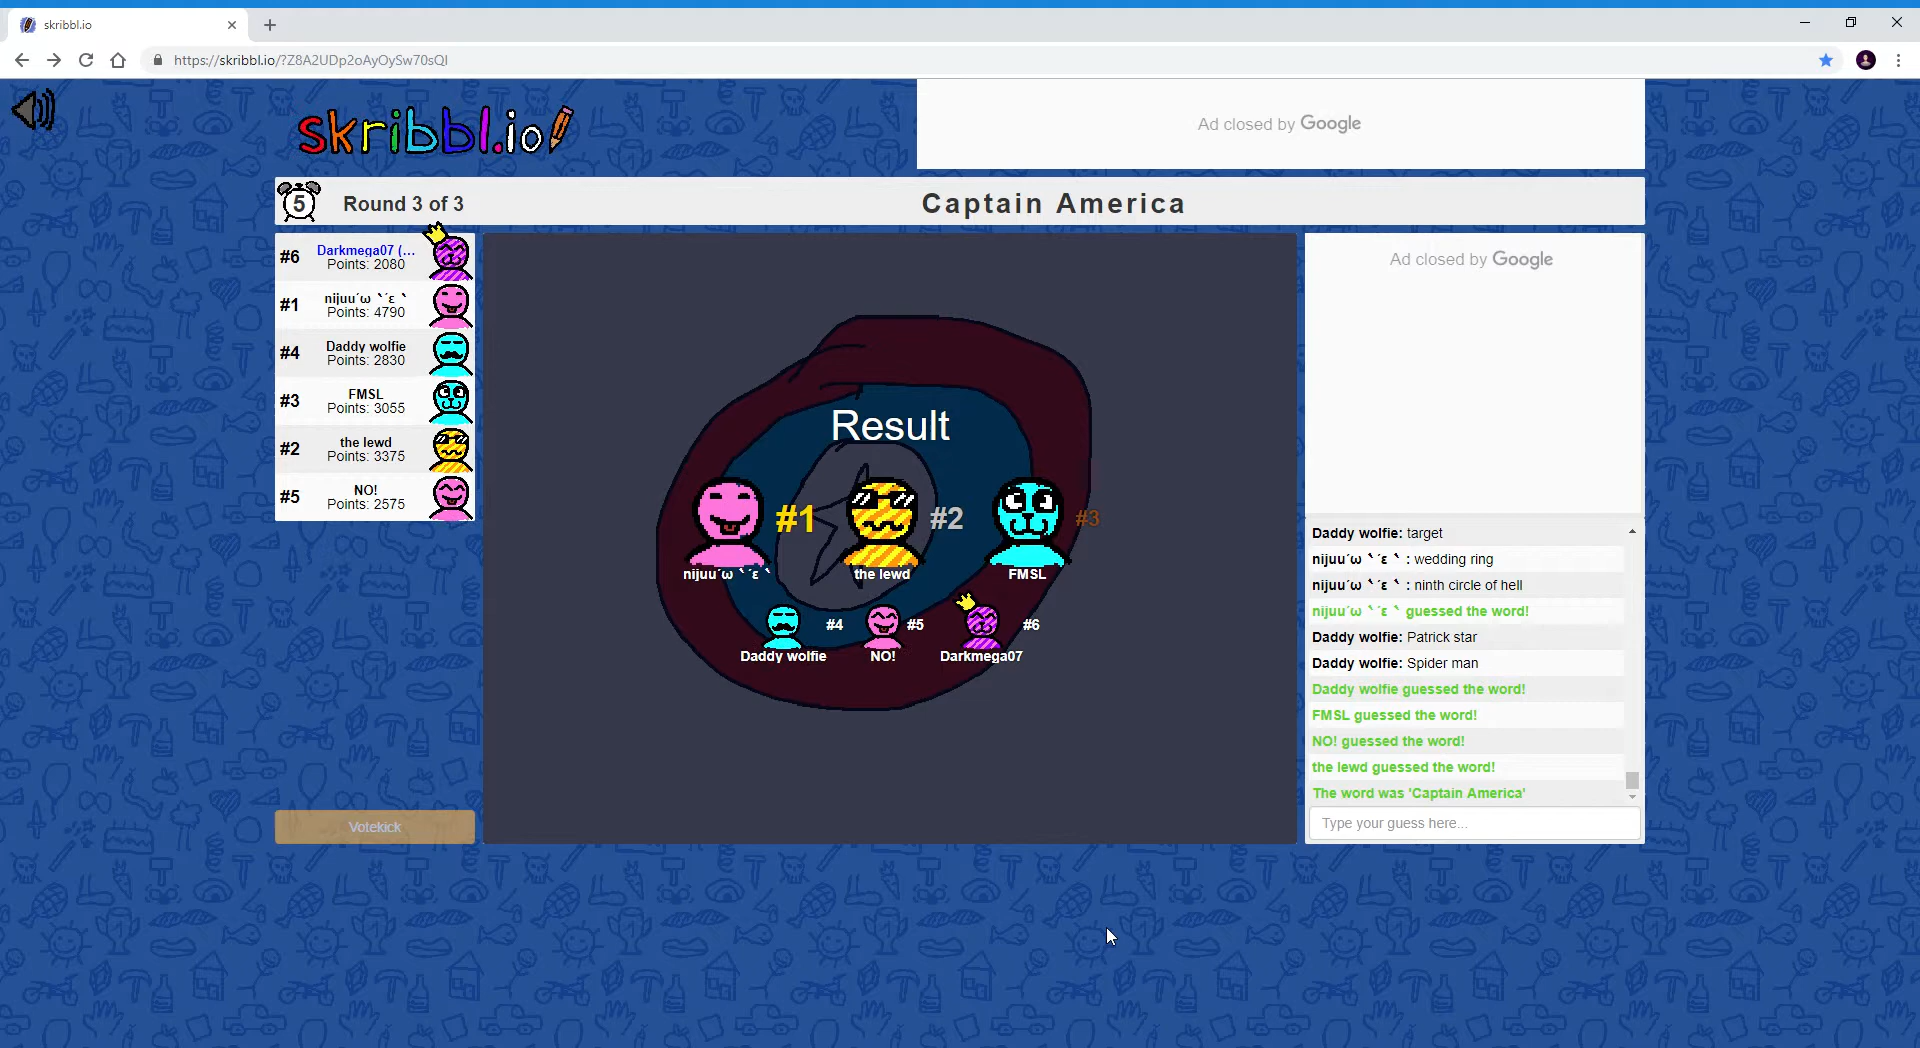 skribbl.io
https://skribbl.io/?Z8A2UDp2oAyOySw70sQI
skribbl.io
Ad closed by Google
5
Round 3 of 3
Captain America
#6
Darkmega07 (...
Points: 2080
#1
nijuu´ω `´ε `
Points: 4790
#4
Daddy wolfie
Points: 2830
#3
FMSL
Points: 3055
#2
the lewd
Points: 3375
#5
NO!
Points: 2575
Votekick
Result
#1
#2
#3
nijuu´ω `´ε `
the lewd
FMSL
#4
#5
#6
Daddy wolfie
NO!
Darkmega07
Ad closed by Google
Daddy wolfie: target
nijuu´ω `´ε ` : wedding ring
nijuu´ω `´ε ` : ninth circle of hell
nijuu´ω `´ε ` guessed the word!
Daddy wolfie: Patrick star
Daddy wolfie: Spider man
Daddy wolfie guessed the word!
FMSL guessed the word!
NO! guessed the word!
the lewd guessed the word!
The word was 'Captain America'
Type your guess here...